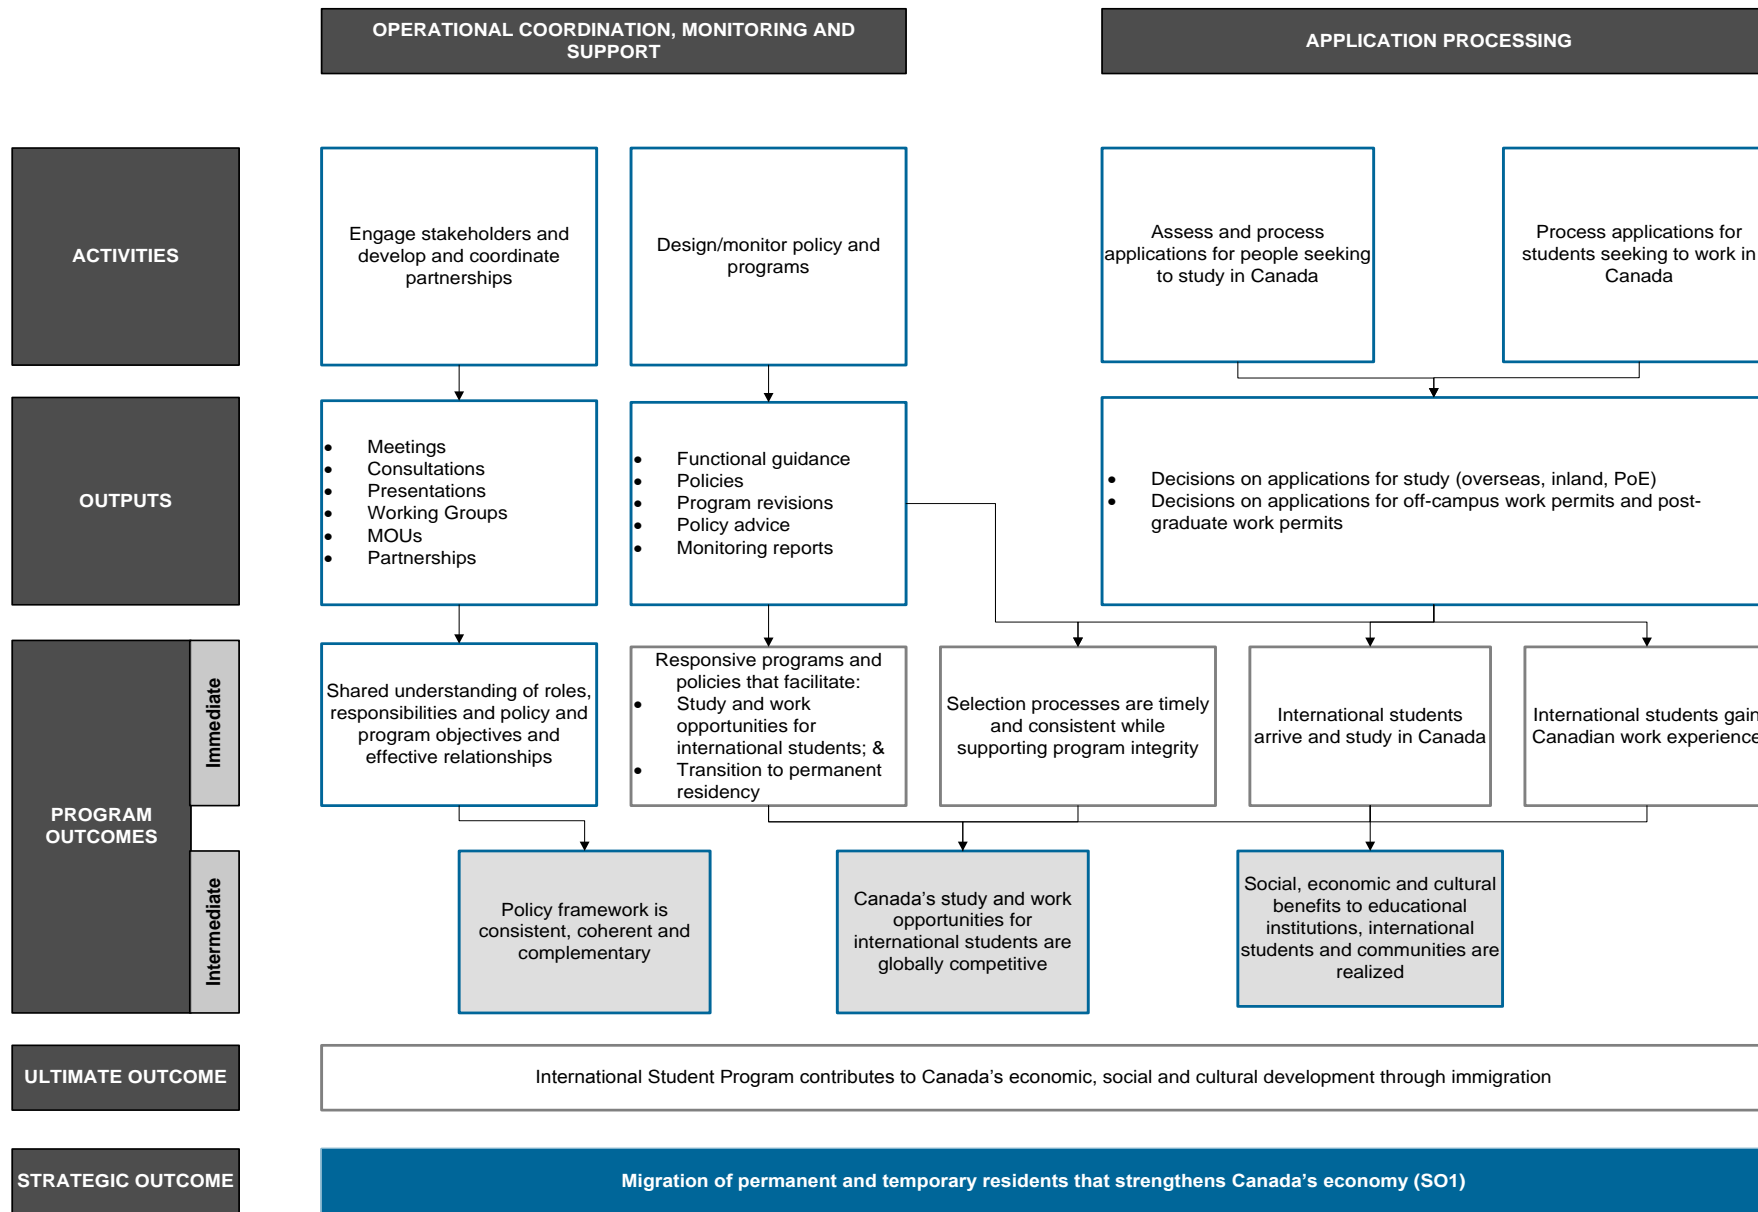 OPERATIONAL COORDINATION, MONITORING AND
SUPPORT
APPLICATION PROCESSING
ACTIVITIES
Engage stakeholders and
develop and coordinate
partnerships
Design/monitor policy and
programs
Assess and process
applications for people seeking
to study in Canada
Process applications for
students seeking to work in
Canada
OUTPUTS
• Meetings
• Consultations
• Presentations
• Working Groups
• MOUs
• Partnerships
• Functional guidance
• Policies
• Program revisions
• Policy advice
• Monitoring reports
• Decisions on applications for study (overseas, inland, PoE)
• Decisions on applications for off-campus work permits and post-
graduate work permits
PROGRAM
OUTCOMES
Immediate
Shared understanding of roles,
responsibilities and policy and
program objectives and
effective relationships
Responsive programs and
policies that facilitate:
• Study and work
opportunities for
international students; &
• Transition to permanent
residency
Selection processes are timely
and consistent while
supporting program integrity
International students
arrive and study in Canada
International students gain
Canadian work experience
Intermediate
Policy framework is
consistent, coherent and
complementary
Canada's study and work
opportunities for
international students are
globally competitive
Social, economic and cultural
benefits to educational
institutions, international
students and communities are
realized
ULTIMATE OUTCOME
International Student Program contributes to Canada's economic, social and cultural development through immigration
STRATEGIC OUTCOME
Migration of permanent and temporary residents that strengthens Canada's economy (SO1)